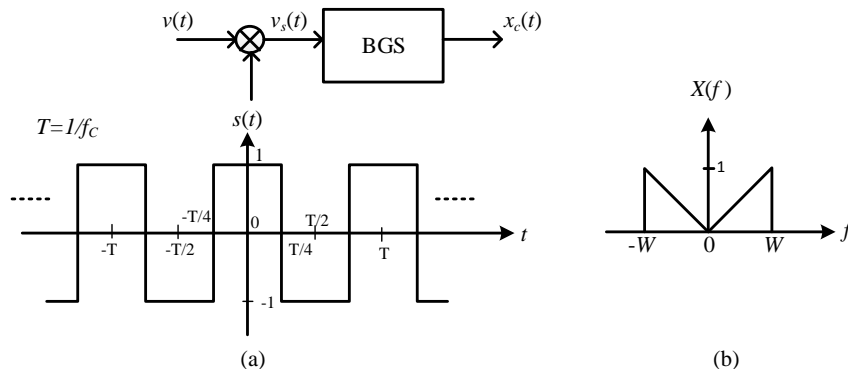 v(t) v_s(t) BGS x_c(t)
X(f)
T=1/f_C s(t)
1 1
-T/4 0 T/2
-T -T/2 T/4 T t -W 0 W f
-1
(a) (b)